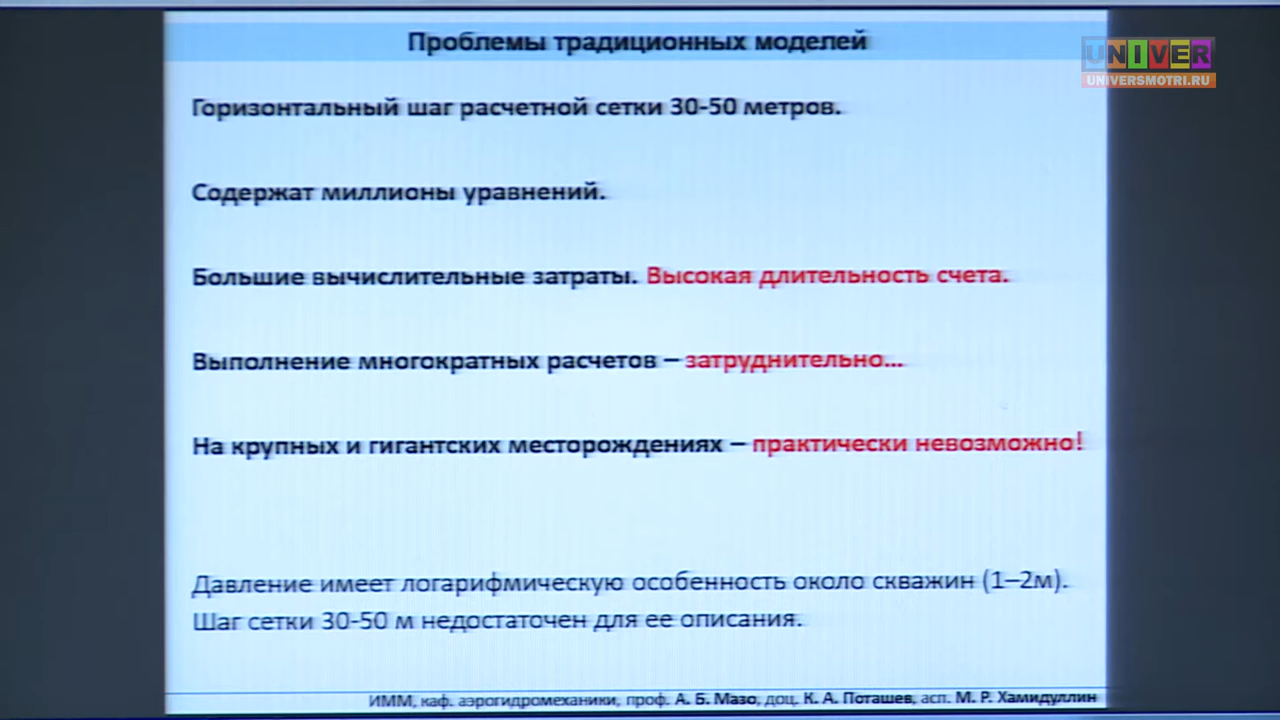 Проблемы традиционных моделей
UNIVER
UNIVERSMOTRI.RU
Горизонтальный шаг расчетной сетки 30-50 метров.
Содержат миллионы уравнений.
Большие вычислительные затраты. Высокая длительность счета.
Выполнение многократных расчетов – затруднительно...
На крупных и гигантских месторождениях – практически невозможно!
Давление имеет логарифмическую особенность около скважин (1–2м).
Шаг сетки 30-50 м недостаточен для ее описания.
ИММ, каф. аэрогидромеханики, проф. А. Б. Мазо, доц. К. А. Поташев, асп. М. Р. Хамидуллин